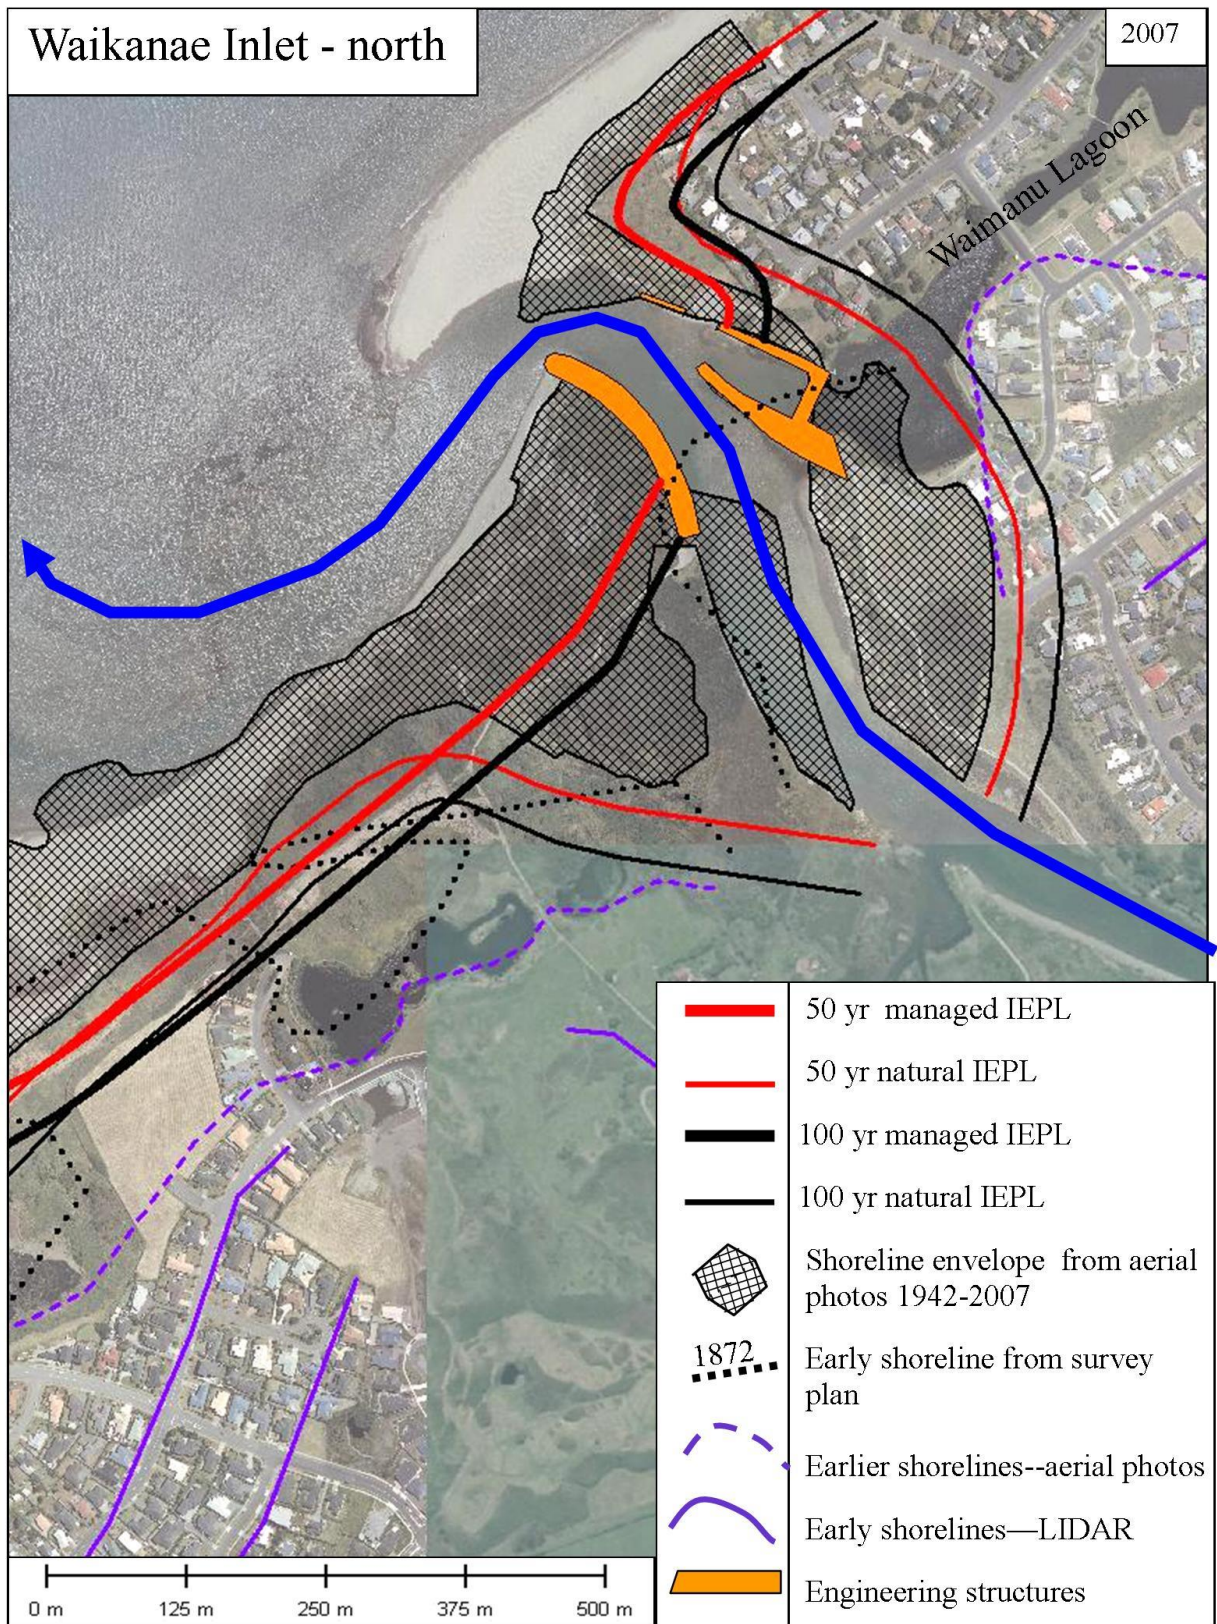 Waikanae Inlet - north
2007
Waimanu Lagoon
50 yr managed IEPL
50 yr natural IEPL
100 yr managed IEPL
100 yr natural IEPL
Shoreline envelope from aerial
photos 1942-2007
1872
Early shoreline from survey
plan
Earlier shorelines--aerial photos
Early shorelines—LIDAR
Engineering structures
0 m 125 m 250 m 375 m 500 m